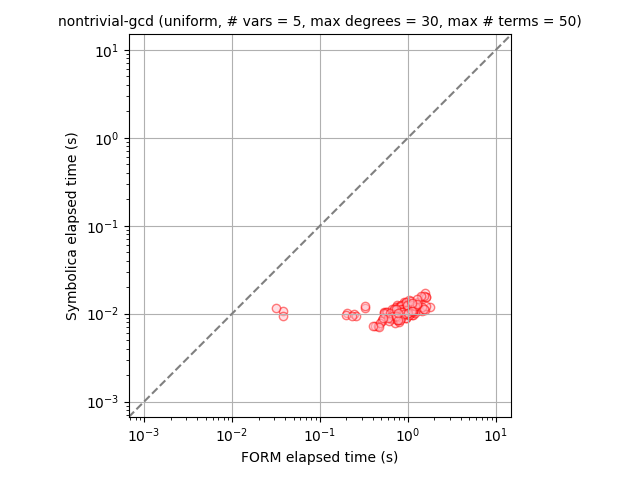 nontrivial-gcd (uniform, # vars = 5, max degrees = 30, max # terms = 50)
Symbolica elapsed time (s)
10¹
10⁰
10⁻¹
10⁻²
10⁻³
10⁻³ 10⁻² 10⁻¹ 10⁰ 10¹
FORM elapsed time (s)